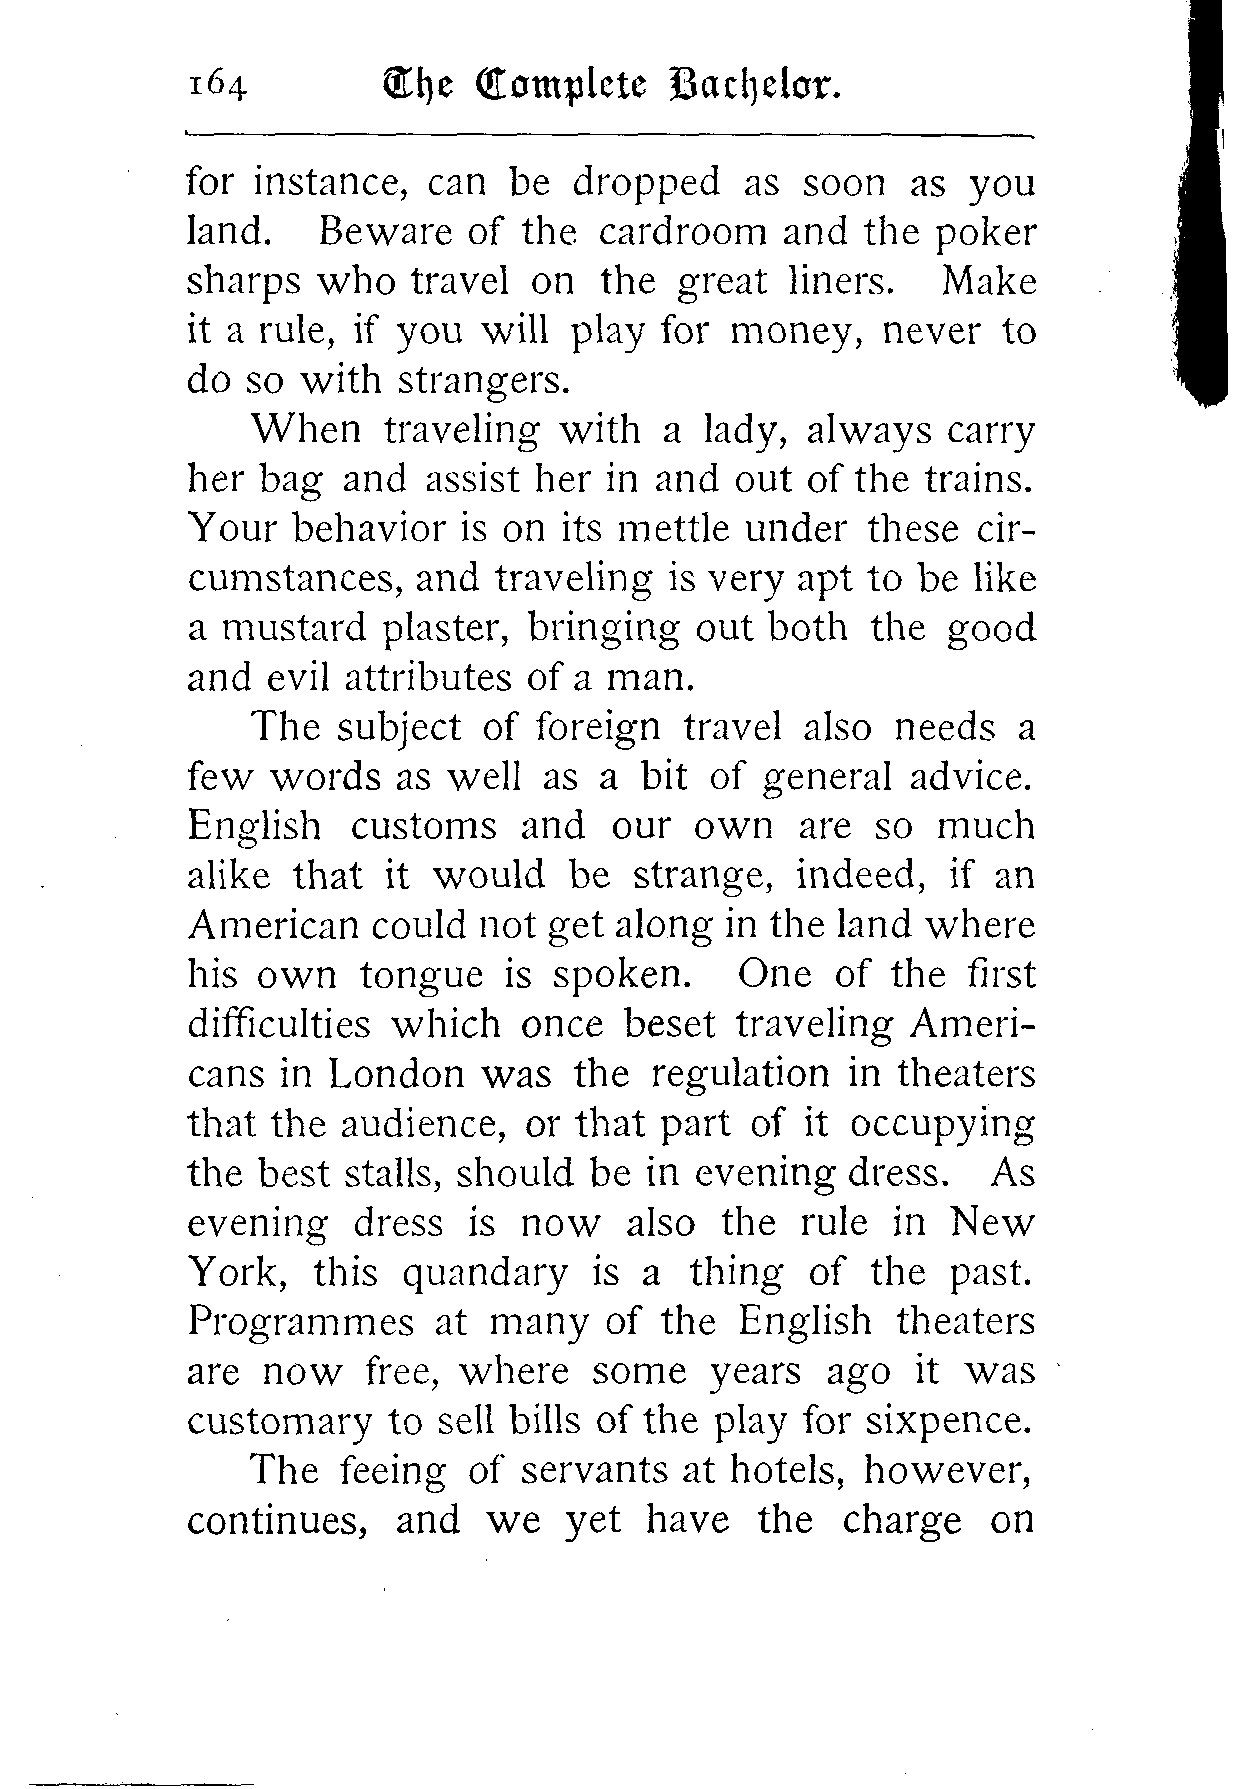 164 The Complete Bachelor.
for instance, can be dropped as soon as you
land. Beware of the cardroom and the poker
sharps who travel on the great liners. Make
it a rule, if you will play for money, never to
do so with strangers.
When traveling with a lady, always carry
her bag and assist her in and out of the trains.
Your behavior is on its mettle under these cir-
cumstances, and traveling is very apt to be like
a mustard plaster, bringing out both the good
and evil attributes of a man.
The subject of foreign travel also needs a
few words as well as a bit of general advice.
English customs and our own are so much
alike that it would be strange, indeed, if an
American could not get along in the land where
his own tongue is spoken. One of the first
difficulties which once beset traveling Ameri-
cans in London was the regulation in theaters
that the audience, or that part of it occupying
the best stalls, should be in evening dress. As
evening dress is now also the rule in New
York, this quandary is a thing of the past.
Programmes at many of the English theaters
are now free, where some years ago it was
customary to sell bills of the play for sixpence.
The feeing of servants at hotels, however,
continues, and we yet have the charge on